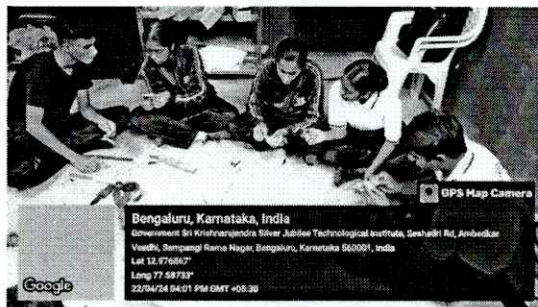 GPS Map Camera
Bengaluru, Karnataka, India
Government Sri Krishnarajendra Silver Jubilee Technological Institute, Seshadri Rd, Ambedkar
Veedhi, Sampangi Rama Nagar, Bengaluru, Karnataka 560001, India
Lat 12.976867°
Long 77.58733°
22/04/24 04:01 PM GMT +05:30
Google